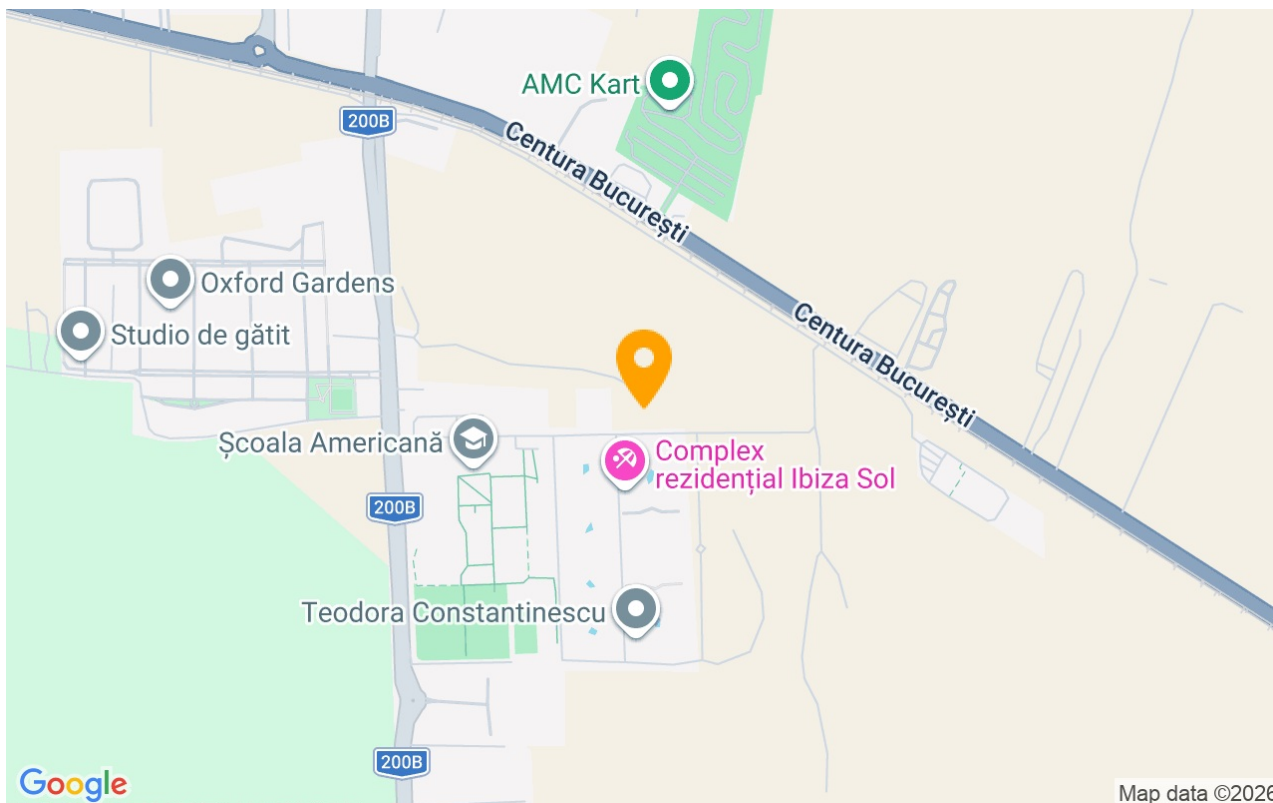 AMC Kart
200B
Centura București
Oxford Gardens
Studio de gătit
Centura București
Școala Americană
Complex
rezidențial Ibiza Sol
200B
Teodora Constantinescu
200B
Google
Map data ©2026